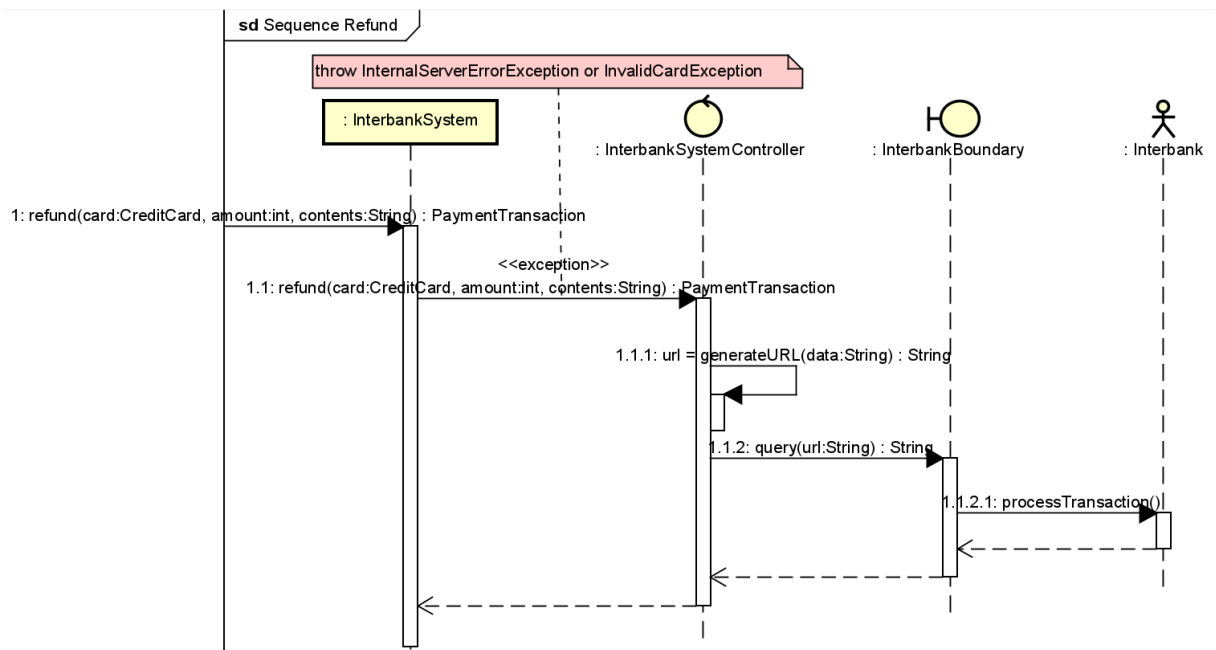 sd Sequence Refund
throw InternalServerErrorException or InvalidCardException
: InterbankSystem
: InterbankSystemController
: InterbankBoundary
: Interbank
1: refund(card:CreditCard, amount:int, contents:String) : PaymentTransaction
<<exception>>
1.1: refund(card:CreditCard, amount:int, contents:String) : PaymentTransaction
1.1.1: url = generateURL(data:String) : String
1.1.2: query(url:String) : String
1.1.2.1: processTransaction()